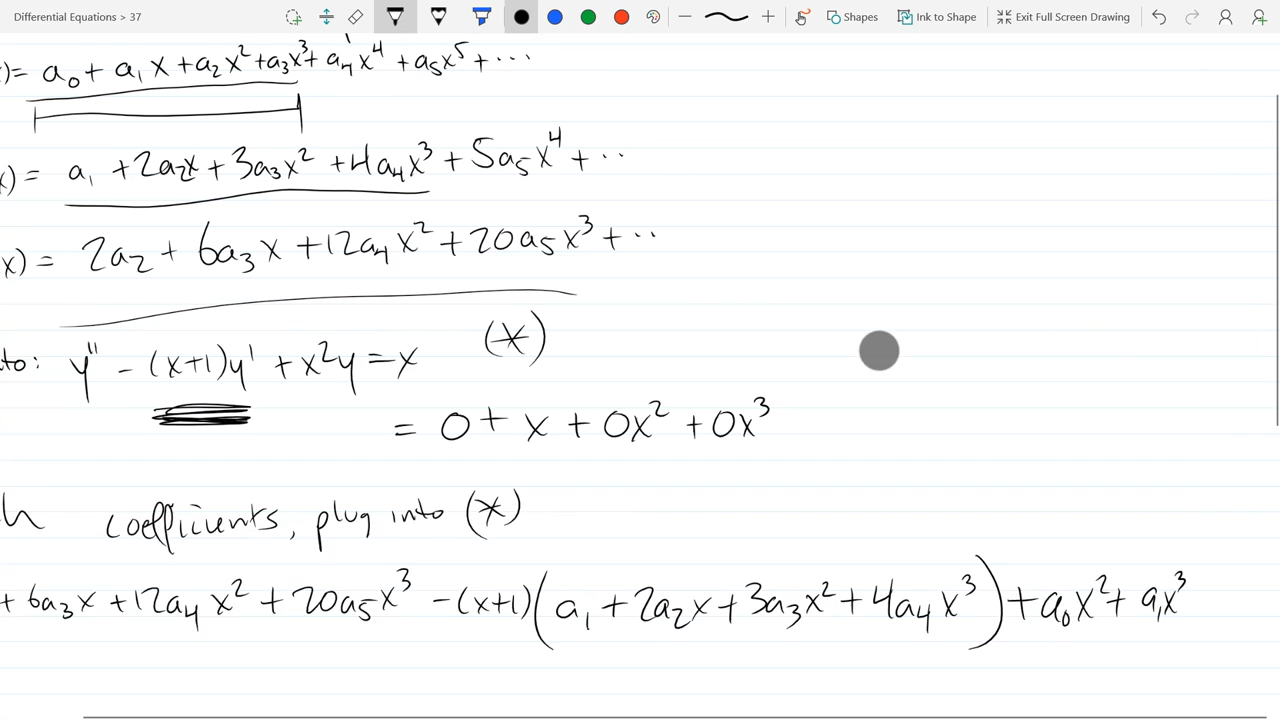 Differential Equations > 37 Shapes Ink to Shape Exit Full Screen Drawing
)= a₀ + a₁x + a₂x² + a₃x³ + a₄x⁴ + a₅x⁵ + ...
x) = a₁ + 2a₂x + 3a₃x² + 4a₄x³ + 5a₅x⁴ + ...
x) = 2a₂ + 6a₃x + 12a₄x² + 20a₅x³ + ...
to: y" - (x+1)y' + x²y = x (*)
= 0 + x + 0x² + 0x³
h coefficients, plug into (*)
+ 6a₃x + 12a₄x² + 20a₅x³ - (x+1)(a₁ + 2a₂x + 3a₃x² + 4a₄x³) + a₀x² + a₁x³